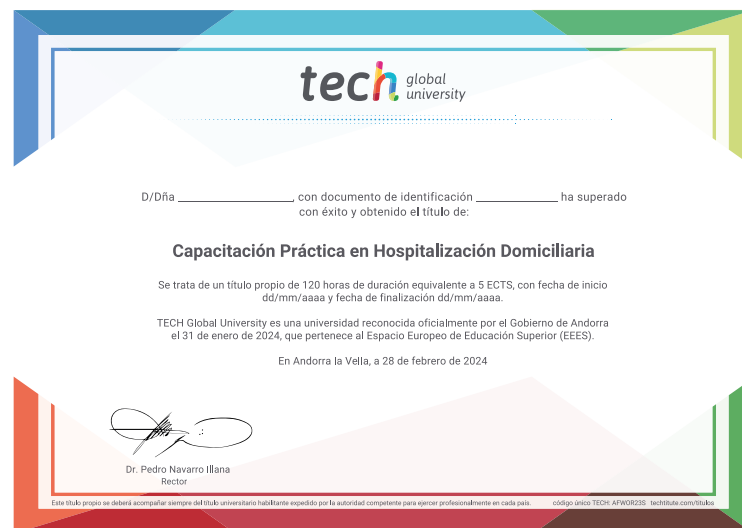 tech global university
D/Dña ____________________, con documento de identificación ______________ ha superado
con éxito y obtenido el título de:
Capacitación Práctica en Hospitalización Domiciliaria
Se trata de un título propio de 120 horas de duración equivalente a 5 ECTS, con fecha de inicio
dd/mm/aaaa y fecha de finalización dd/mm/aaaa.
TECH Global University es una universidad reconocida oficialmente por el Gobierno de Andorra
el 31 de enero de 2024, que pertenece al Espacio Europeo de Educación Superior (EEES).
En Andorra la Vella, a 28 de febrero de 2024
Dr. Pedro Navarro Illana
Rector
Este título propio se deberá acompañar siempre del título universitario habilitante expedido por la autoridad competente para ejercer profesionalmente en cada país. código único TECH: AFWOR23S techtitute.com/titulos